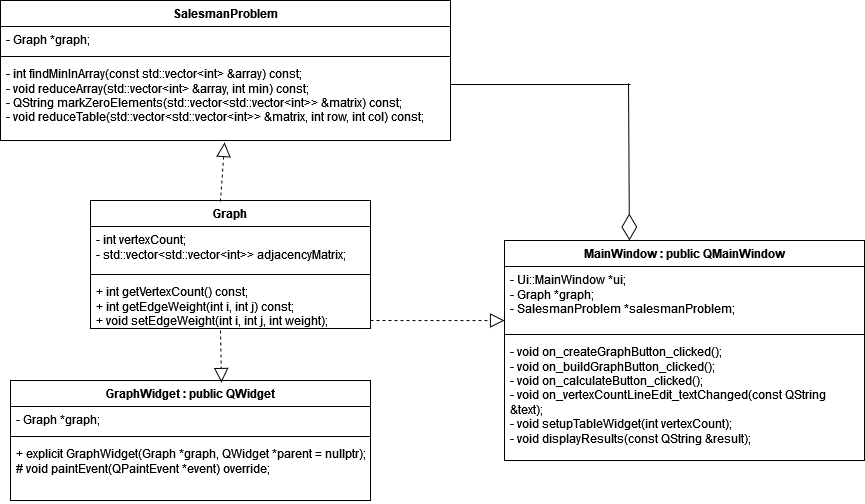 SalesmanProblem
- Graph *graph;
- int findMinInArray(const std::vector<int> &array) const;
- void reduceArray(std::vector<int> &array, int min) const;
- QString markZeroElements(std::vector<std::vector<int>> &matrix) const;
- void reduceTable(std::vector<std::vector<int>> &matrix, int row, int col) const;
Graph
- int vertexCount;
- std::vector<std::vector<int>> adjacencyMatrix;
+ int getVertexCount() const;
+ int getEdgeWeight(int i, int j) const;
+ void setEdgeWeight(int i, int j, int weight);
MainWindow : public QMainWindow
- Ui::MainWindow *ui;
- Graph *graph;
- SalesmanProblem *salesmanProblem;
- void on_createGraphButton_clicked();
- void on_buildGraphButton_clicked();
- void on_calculateButton_clicked();
- void on_vertexCountLineEdit_textChanged(const QString
&text);
- void setupTableWidget(int vertexCount);
- void displayResults(const QString &result);
GraphWidget : public QWidget
- Graph *graph;
+ explicit GraphWidget(Graph *graph, QWidget *parent = nullptr);
# void paintEvent(QPaintEvent *event) override;